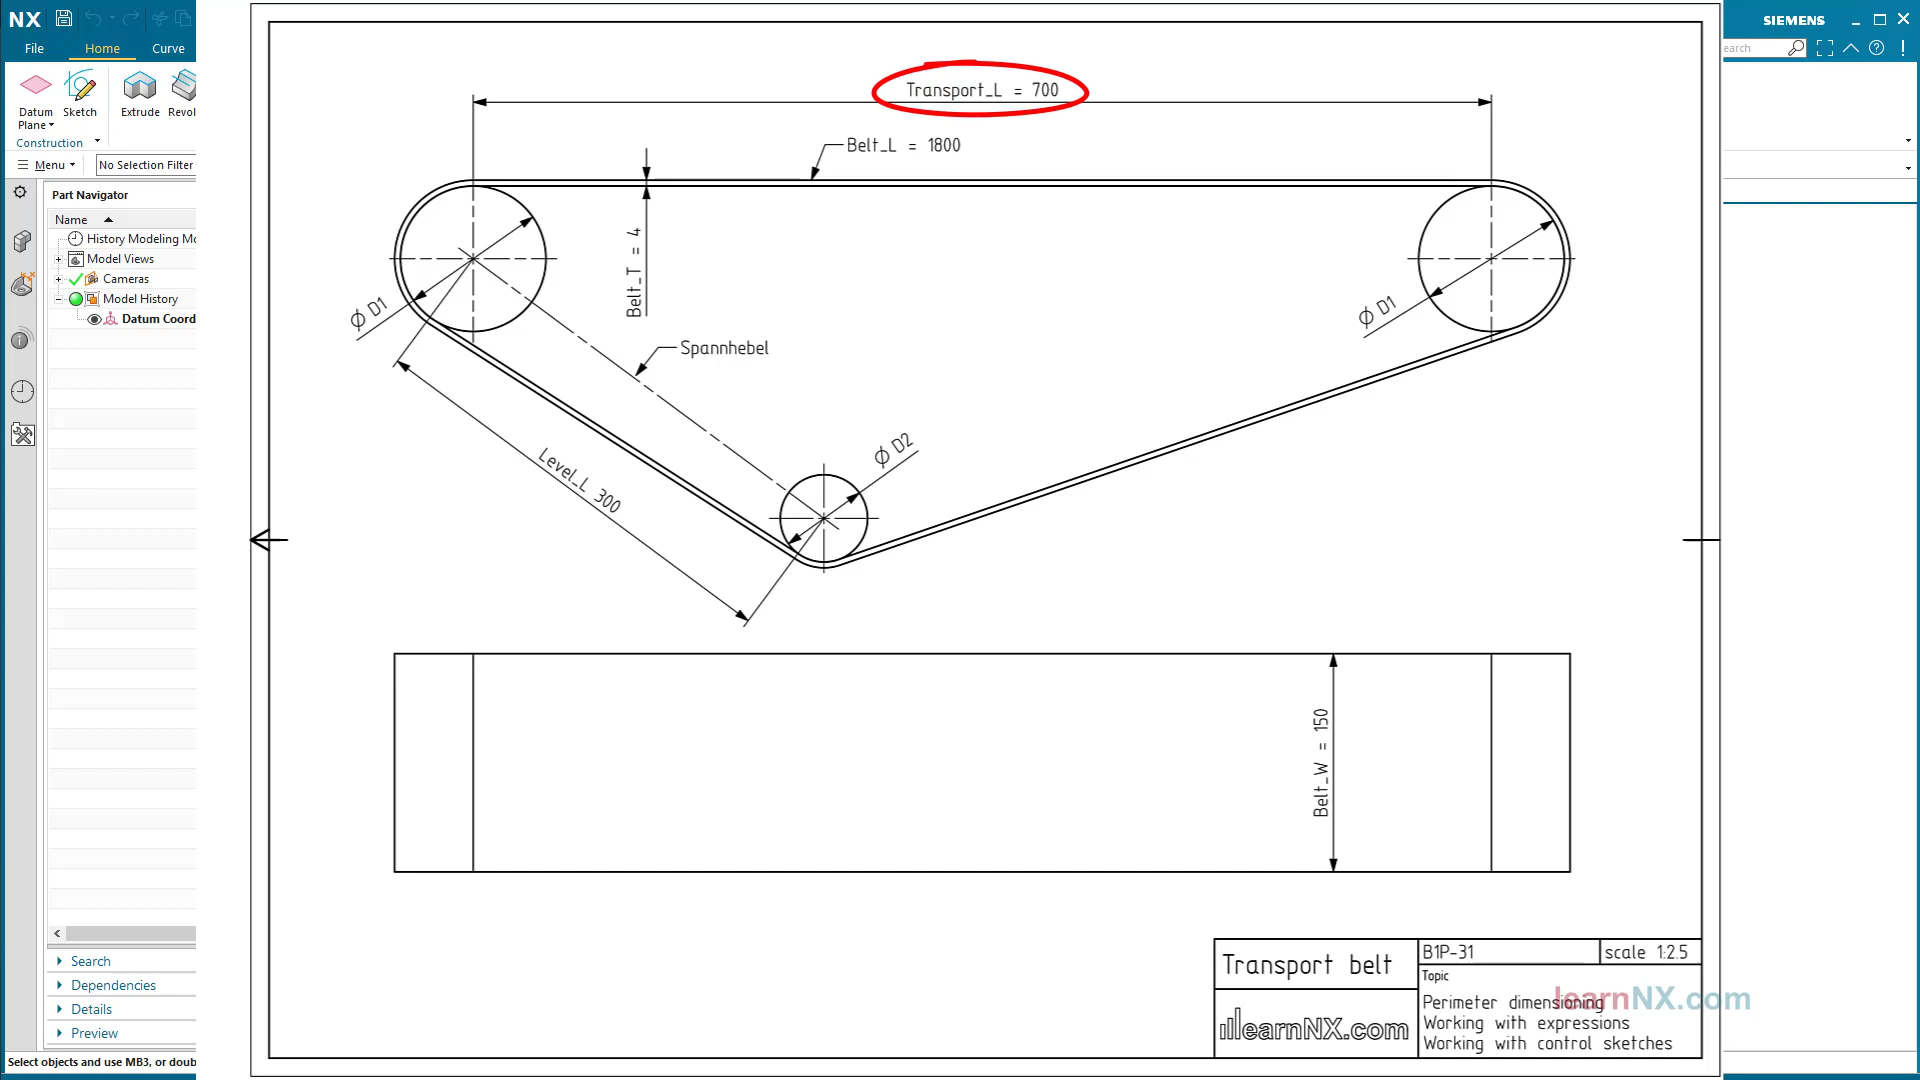 NX
SIEMENS
File
Home
Curve
earch
Datum
Plane
Sketch
Extrude
Revol
Construction
Menu
No Selection Filter
Part Navigator
Name
History Modeling Mo
Model Views
Cameras
Model History
Datum Coord
Search
Dependencies
Details
Preview
Select objects and use MB3, or doub
Transport_L = 700
Belt_L = 1800
Belt_T = 4
Ø D1
Ø D1
Spannhebel
Ø D2
Level_L 300
Belt_W = 150
Transport belt
B1P-31
scale 1:2.5
Topic
Perimeter dimensioning
Working with expressions
Working with control sketches
learnNX.com
learnNX.com